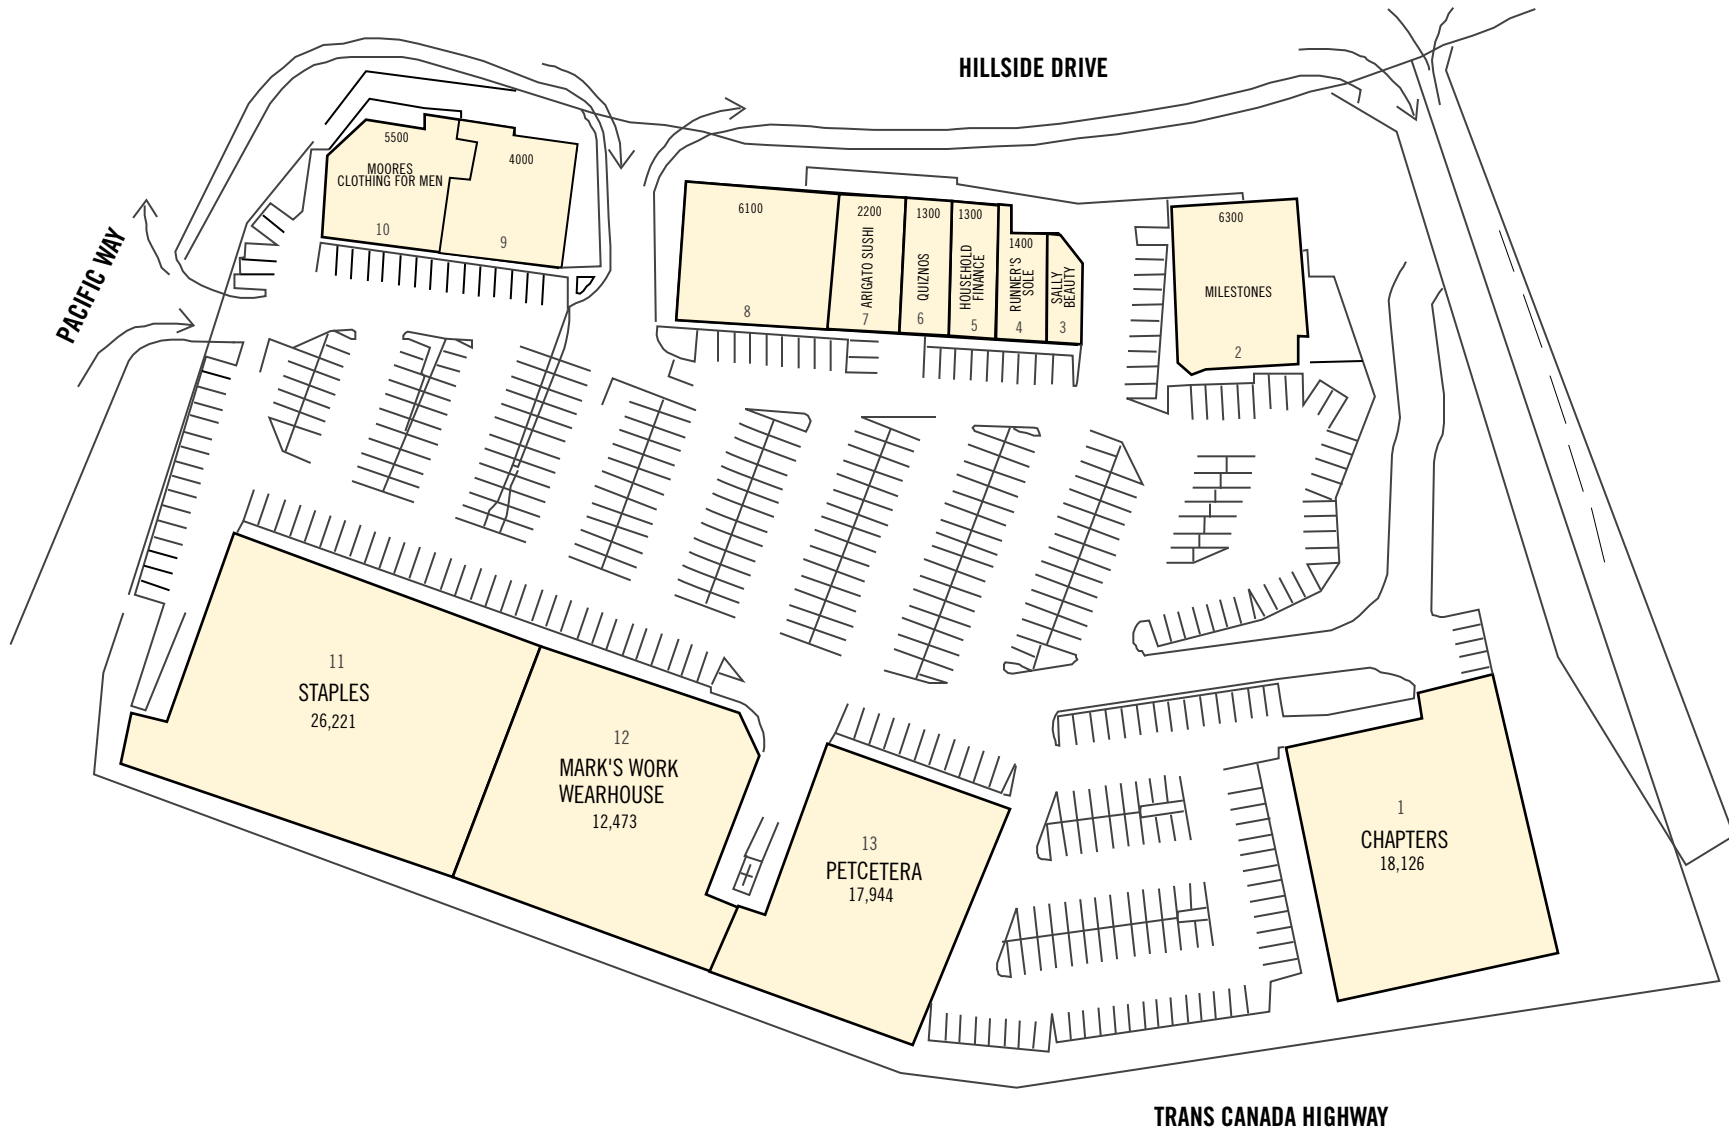 HILLSIDE DRIVE
PACIFIC WAY
5500
MOORES
CLOTHING FOR MEN
10
4000
9
6100
8
2200
ARIGATO SUSHI
7
1300
QUIZNOS
6
1300
HOUSEHOLD
FINANCE
5
1400
RUNNER'S
SOLE
4
SALLY
BEAUTY
3
6300
MILESTONES
2
11
STAPLES
26,221
12
MARK'S WORK
WEARHOUSE
12,473
13
PETCETERA
17,944
1
CHAPTERS
18,126
TRANS CANADA HIGHWAY